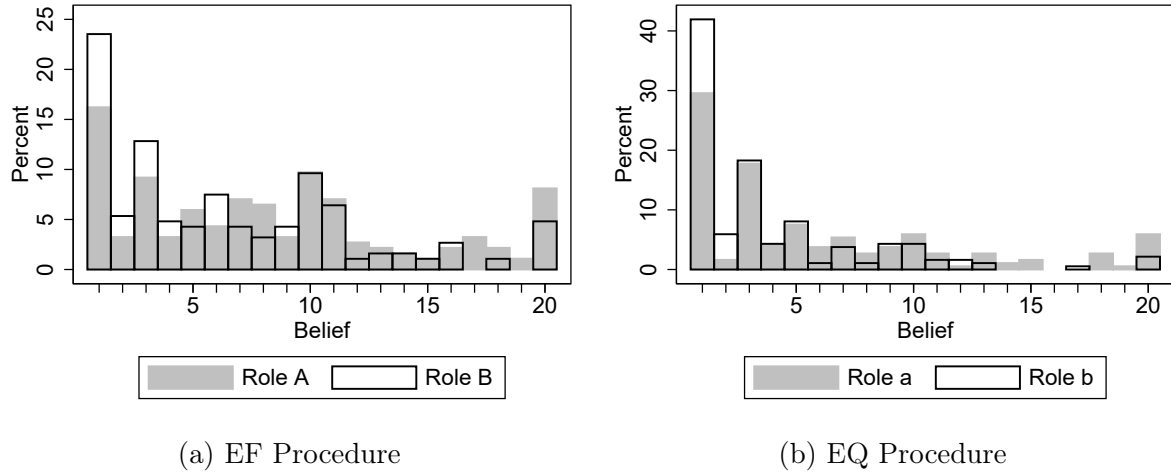 25
20
15
10
5
0
Percent
5
10
15
20
Belief
Role A
Role B
(a) EF Procedure
40
30
20
10
0
Percent
5
10
15
20
Belief
Role a
Role b
(b) EQ Procedure